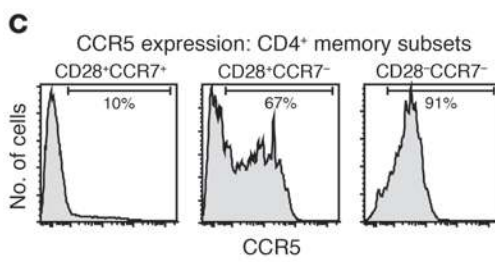 C
CCR5 expression: CD4⁺ memory subsets
CD28⁺CCR7⁺ CD28⁺CCR7⁻ CD28⁻CCR7⁻
10% 67% 91%
No. of cells
CCR5